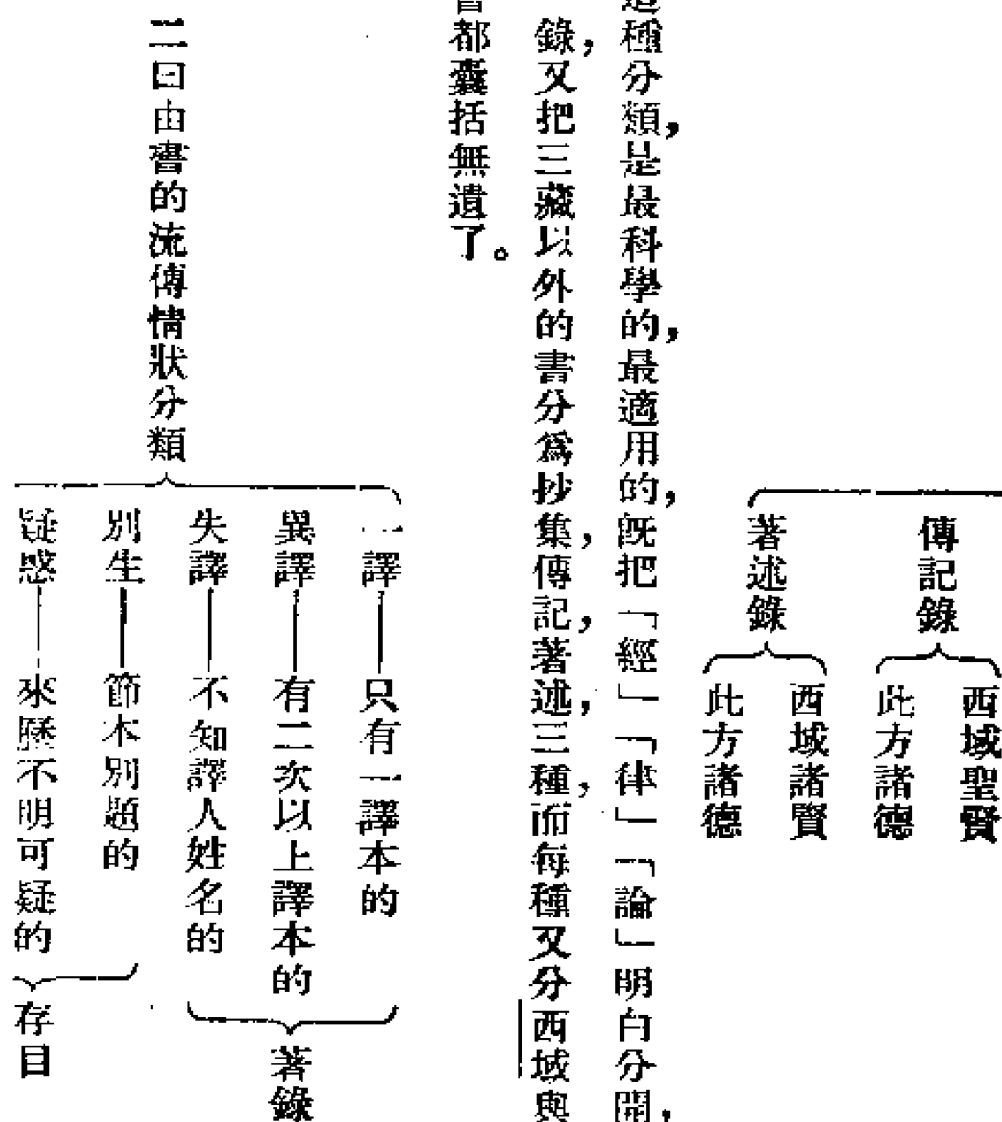 傳記錄
西域聖賢
此方諸德
著述錄
西域諸賢
此方諸德
種分類,是最科學的,最適用的,既把「經」「律」「論」明白分開,
錄,又把三藏以外的書分爲抄集,傳記,著述,三種,而每種又分西域與
都囊括無遺了。
二曰由書的流傳情狀分類
一譯——只有一譯本的
異譯——有二次以上譯本的
失譯——不知譯人姓名的
著錄
別生——節本別題的
疑惑——來歷不明可疑的
存目